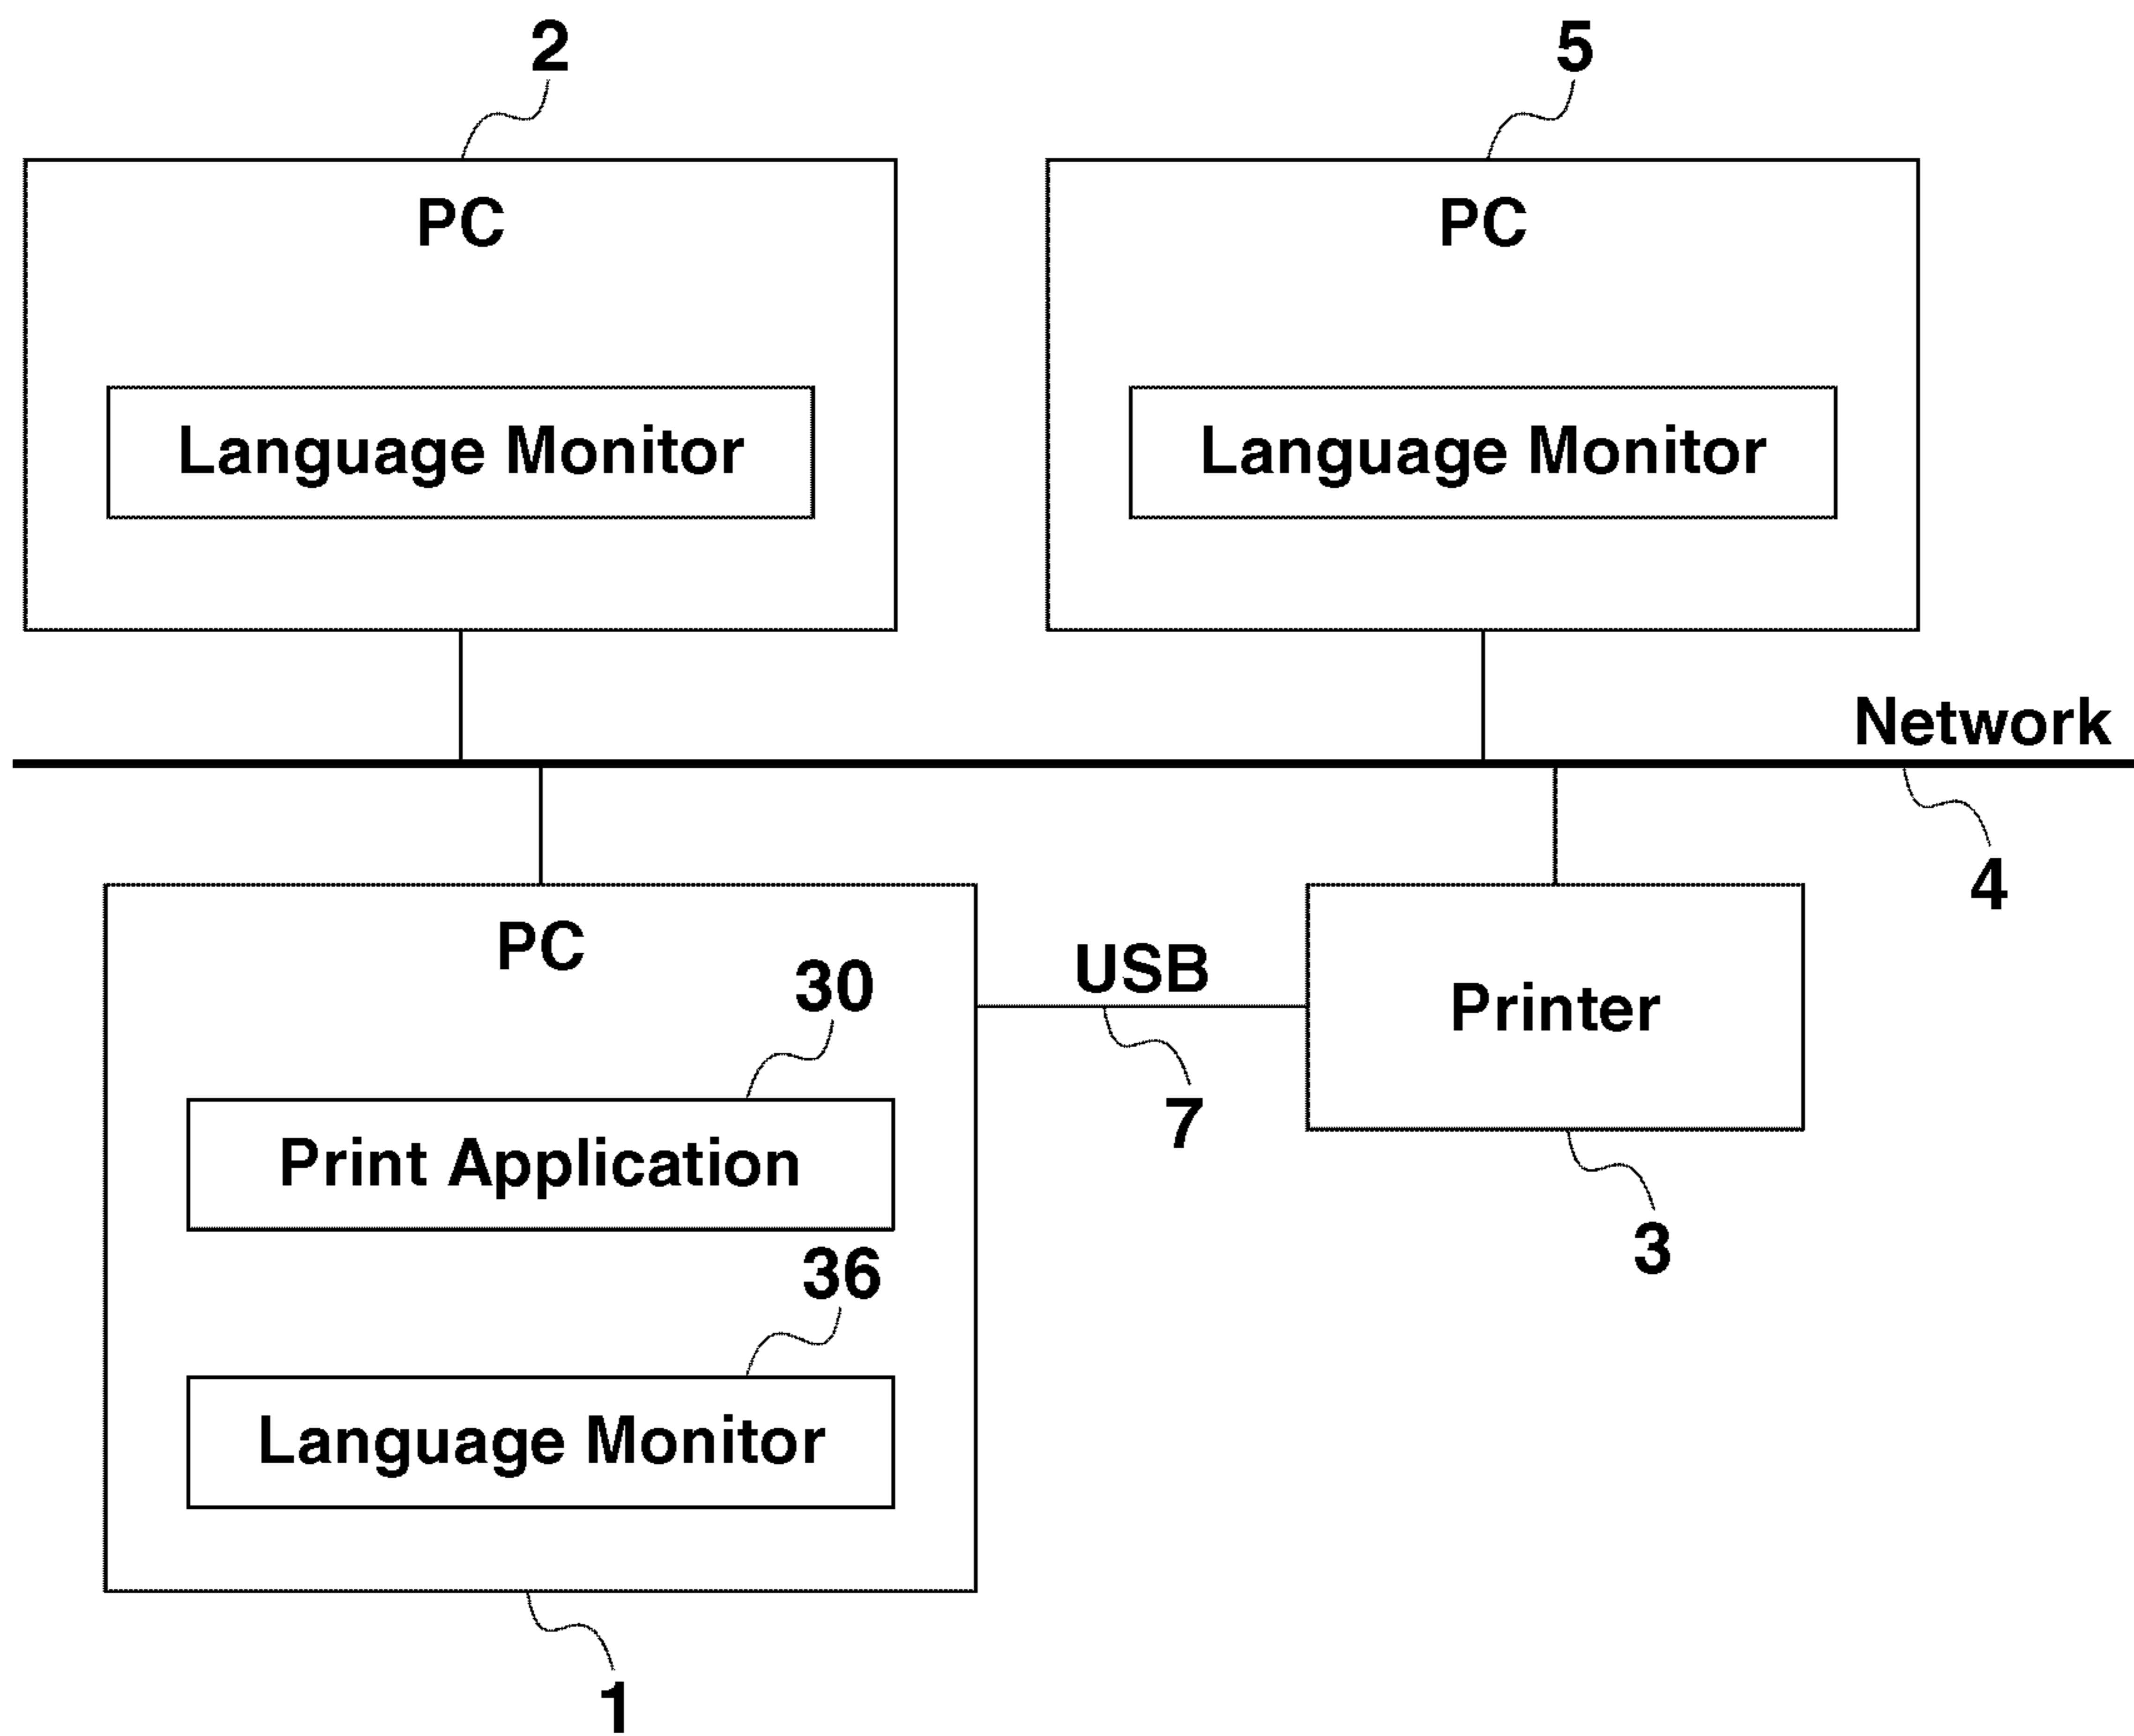 2
5
PC
PC
Language Monitor
Language Monitor
Network
4
PC
30
USB
Printer
7
Print Application
3
36
Language Monitor
1